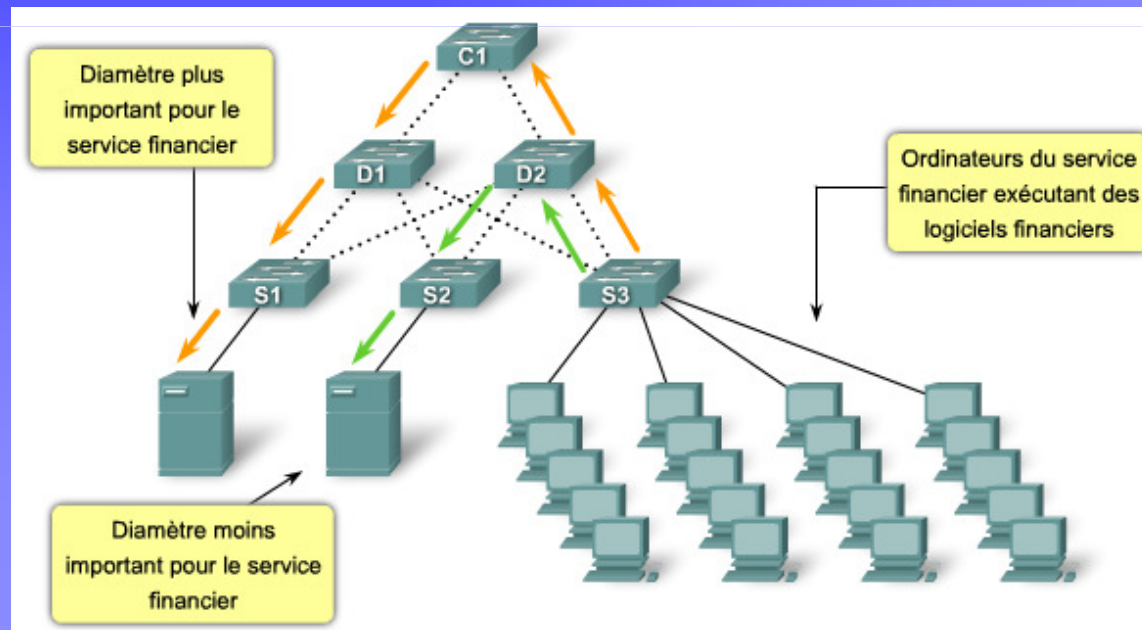 C1
Diamètre plus
important pour le
service financier
D1
D2
Ordinateurs du service
financier exécutant des
logiciels financiers
S1
S2
S3
Diamètre moins
important pour le service
financier